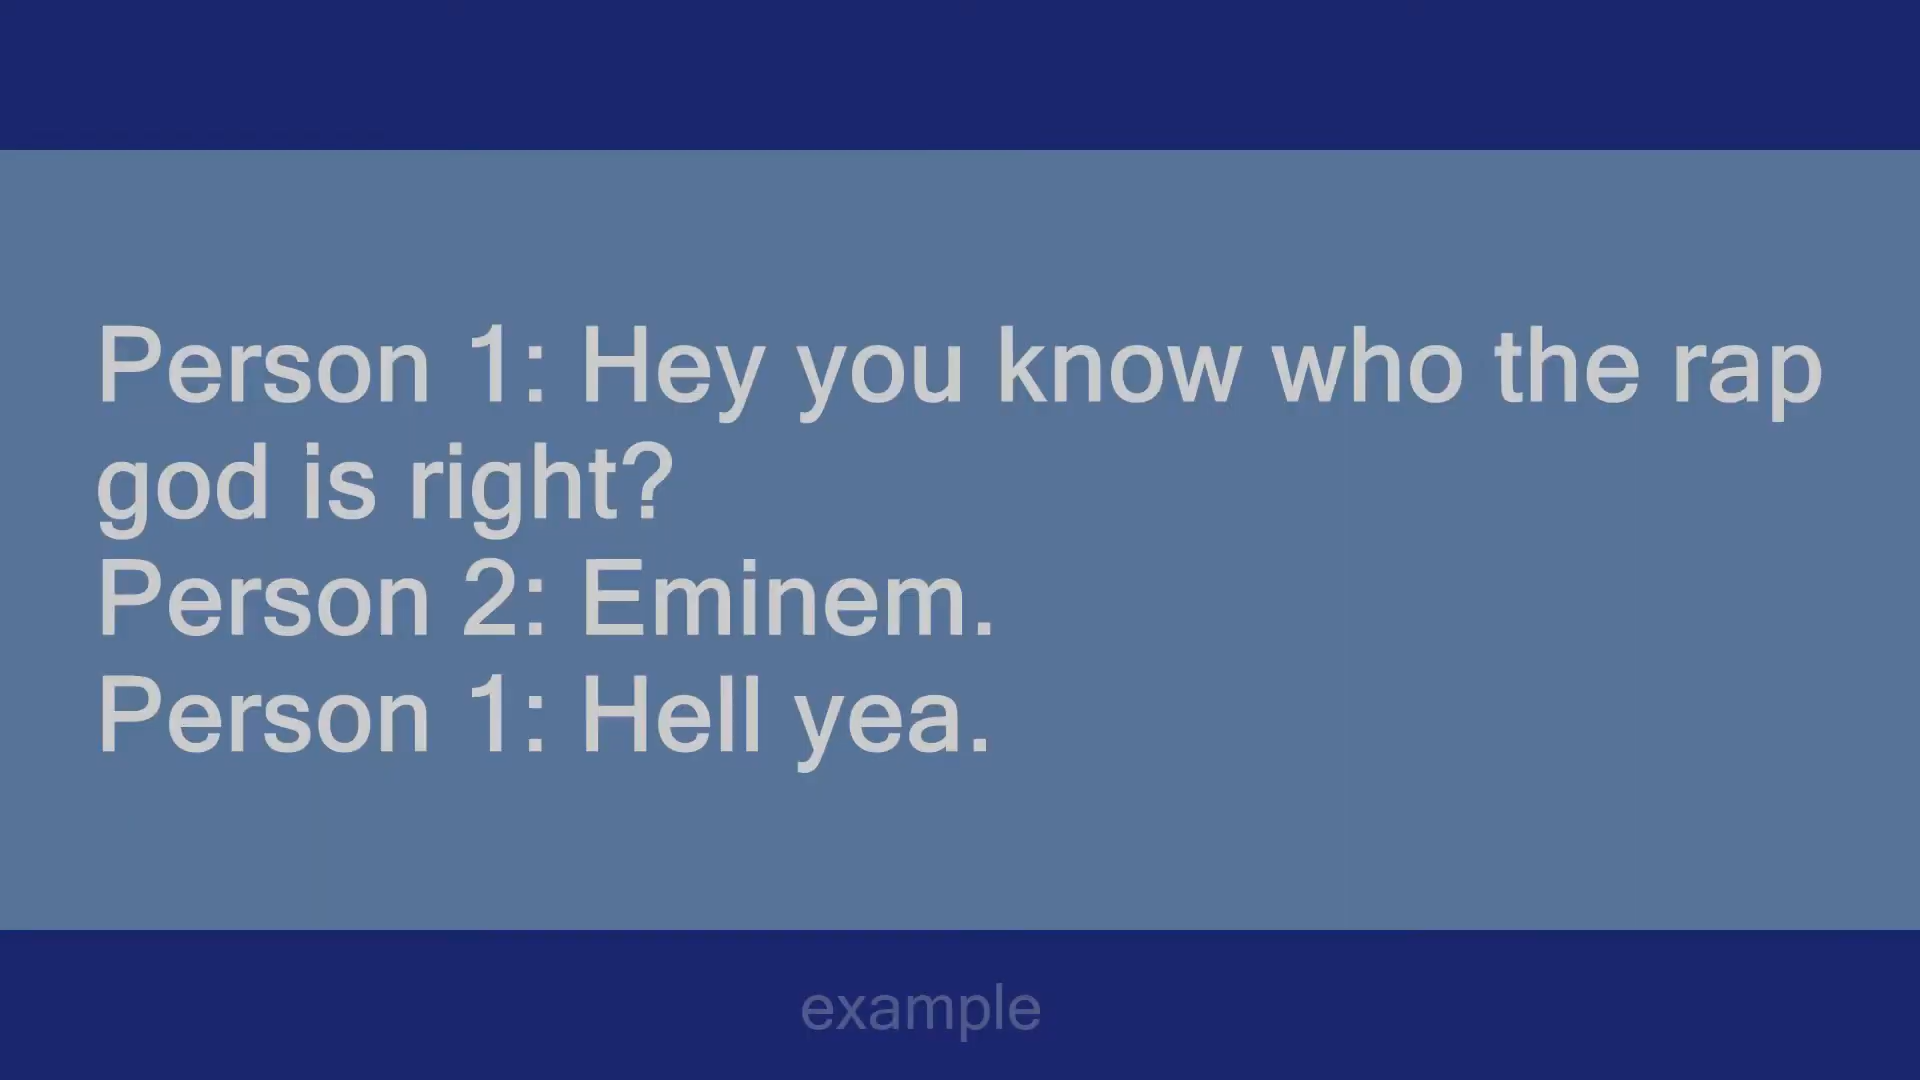 Person 1: Hey you know who the rap
god is right?
Person 2: Eminem.
Person 1: Hell yea.
example